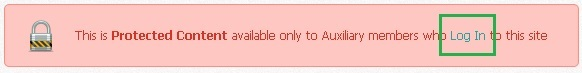 This is Protected Content available only to Auxiliary members who Log In to this site